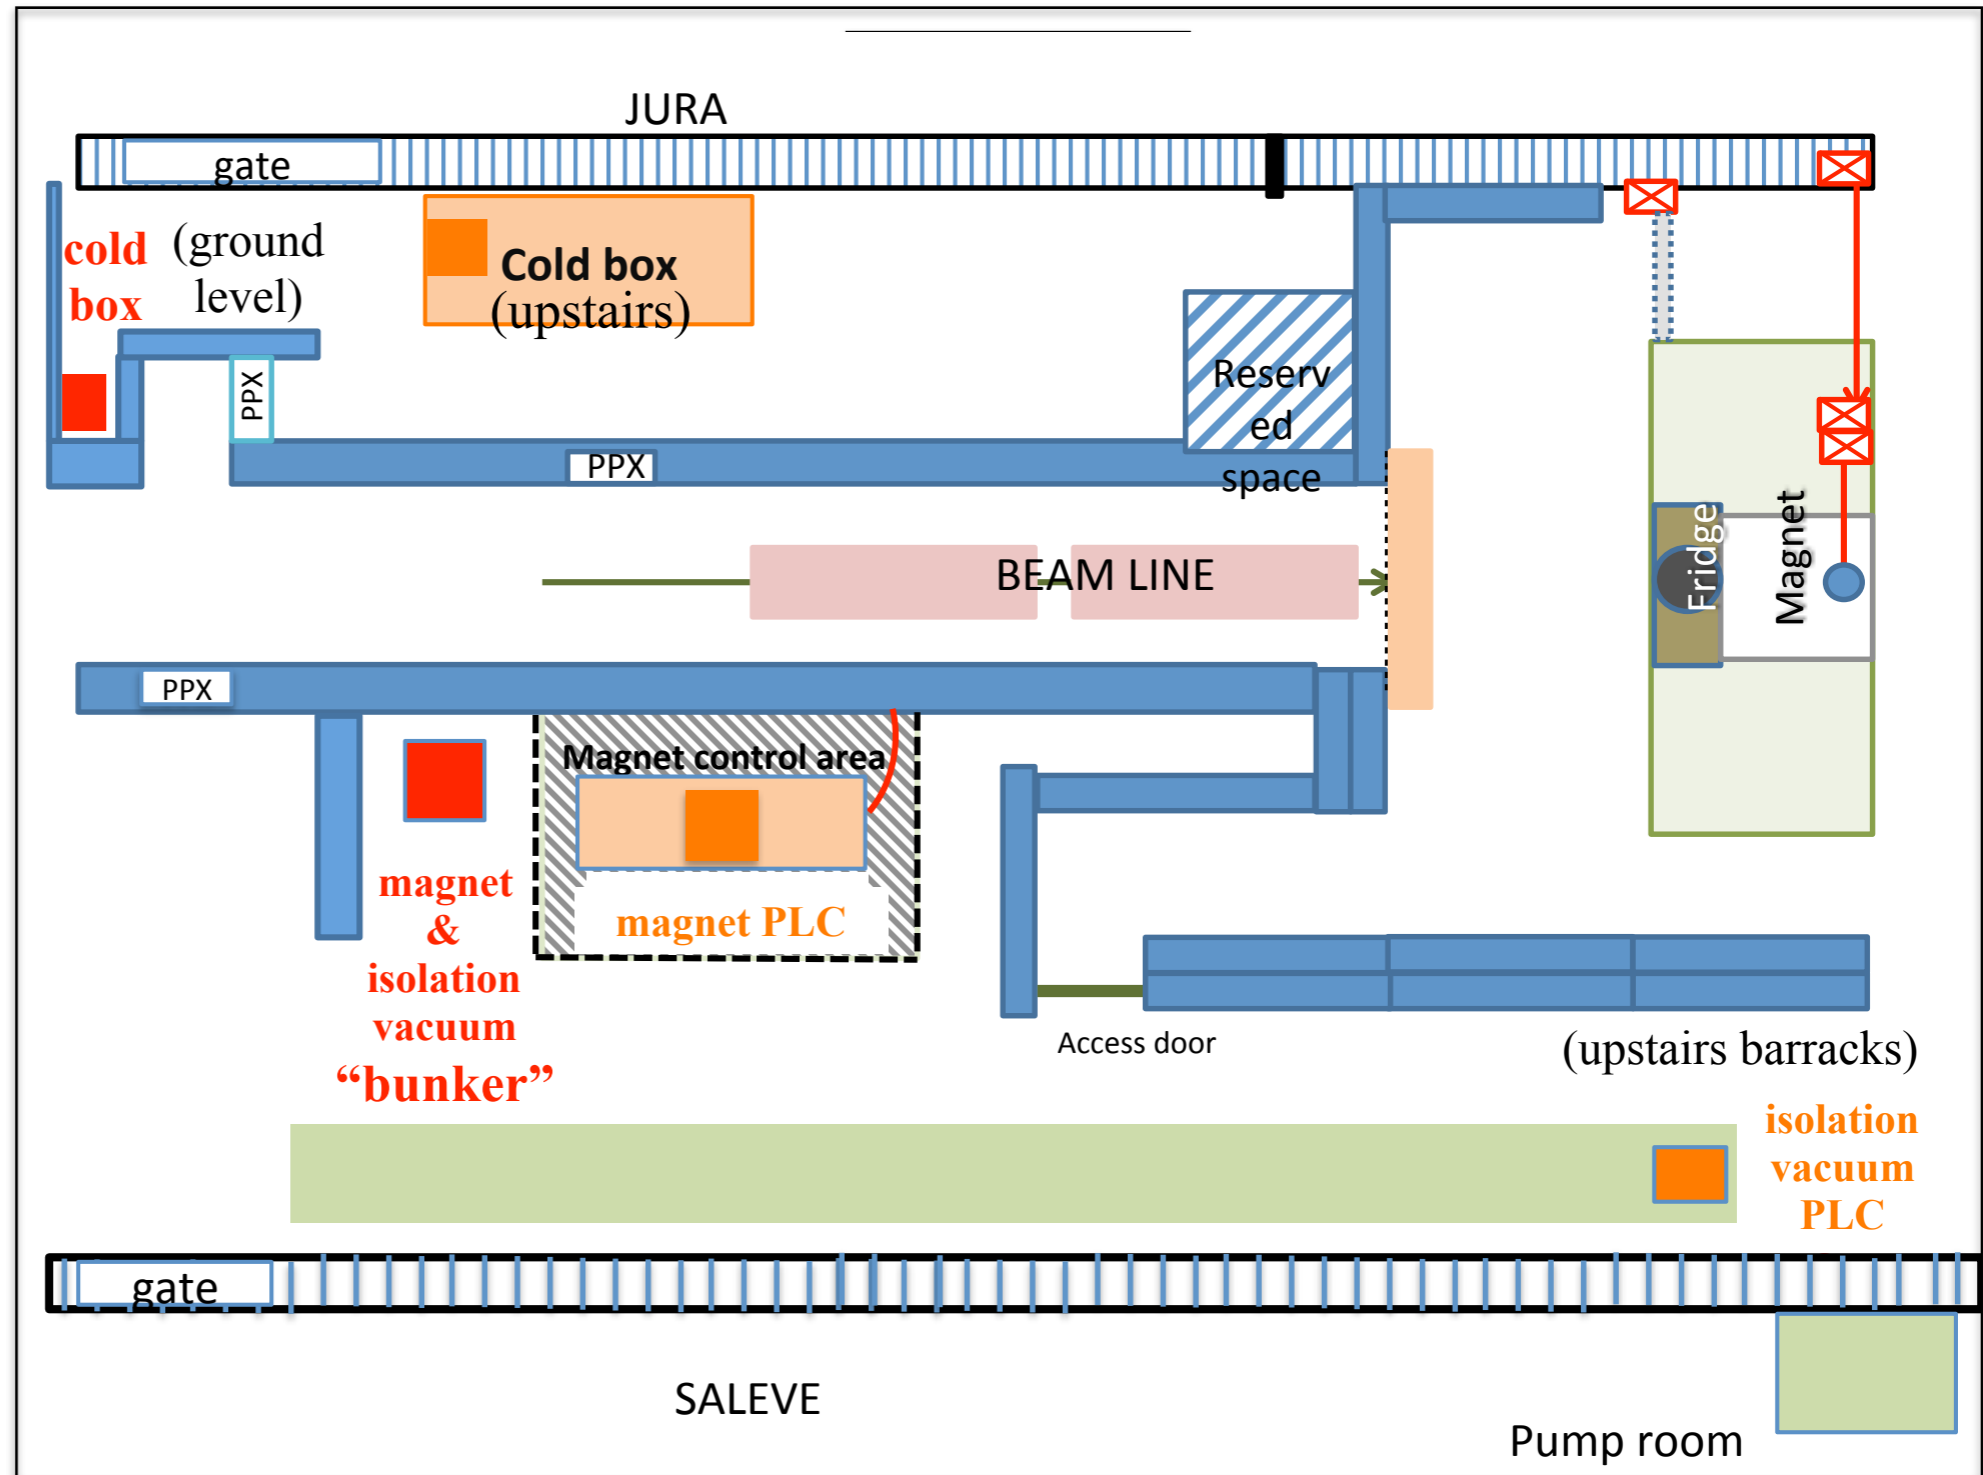 JURA
gate
cold
box
(ground
level)
Cold box
(upstairs)
PPX
Reserv
ed
space
PPX
BEAM LINE
Fridge
Magnet
PPX
Magnet control area
magnet PLC
magnet
&
isolation
vacuum
“bunker”
Access door
(upstairs barracks)
isolation
vacuum
PLC
gate
SALEVE
Pump room